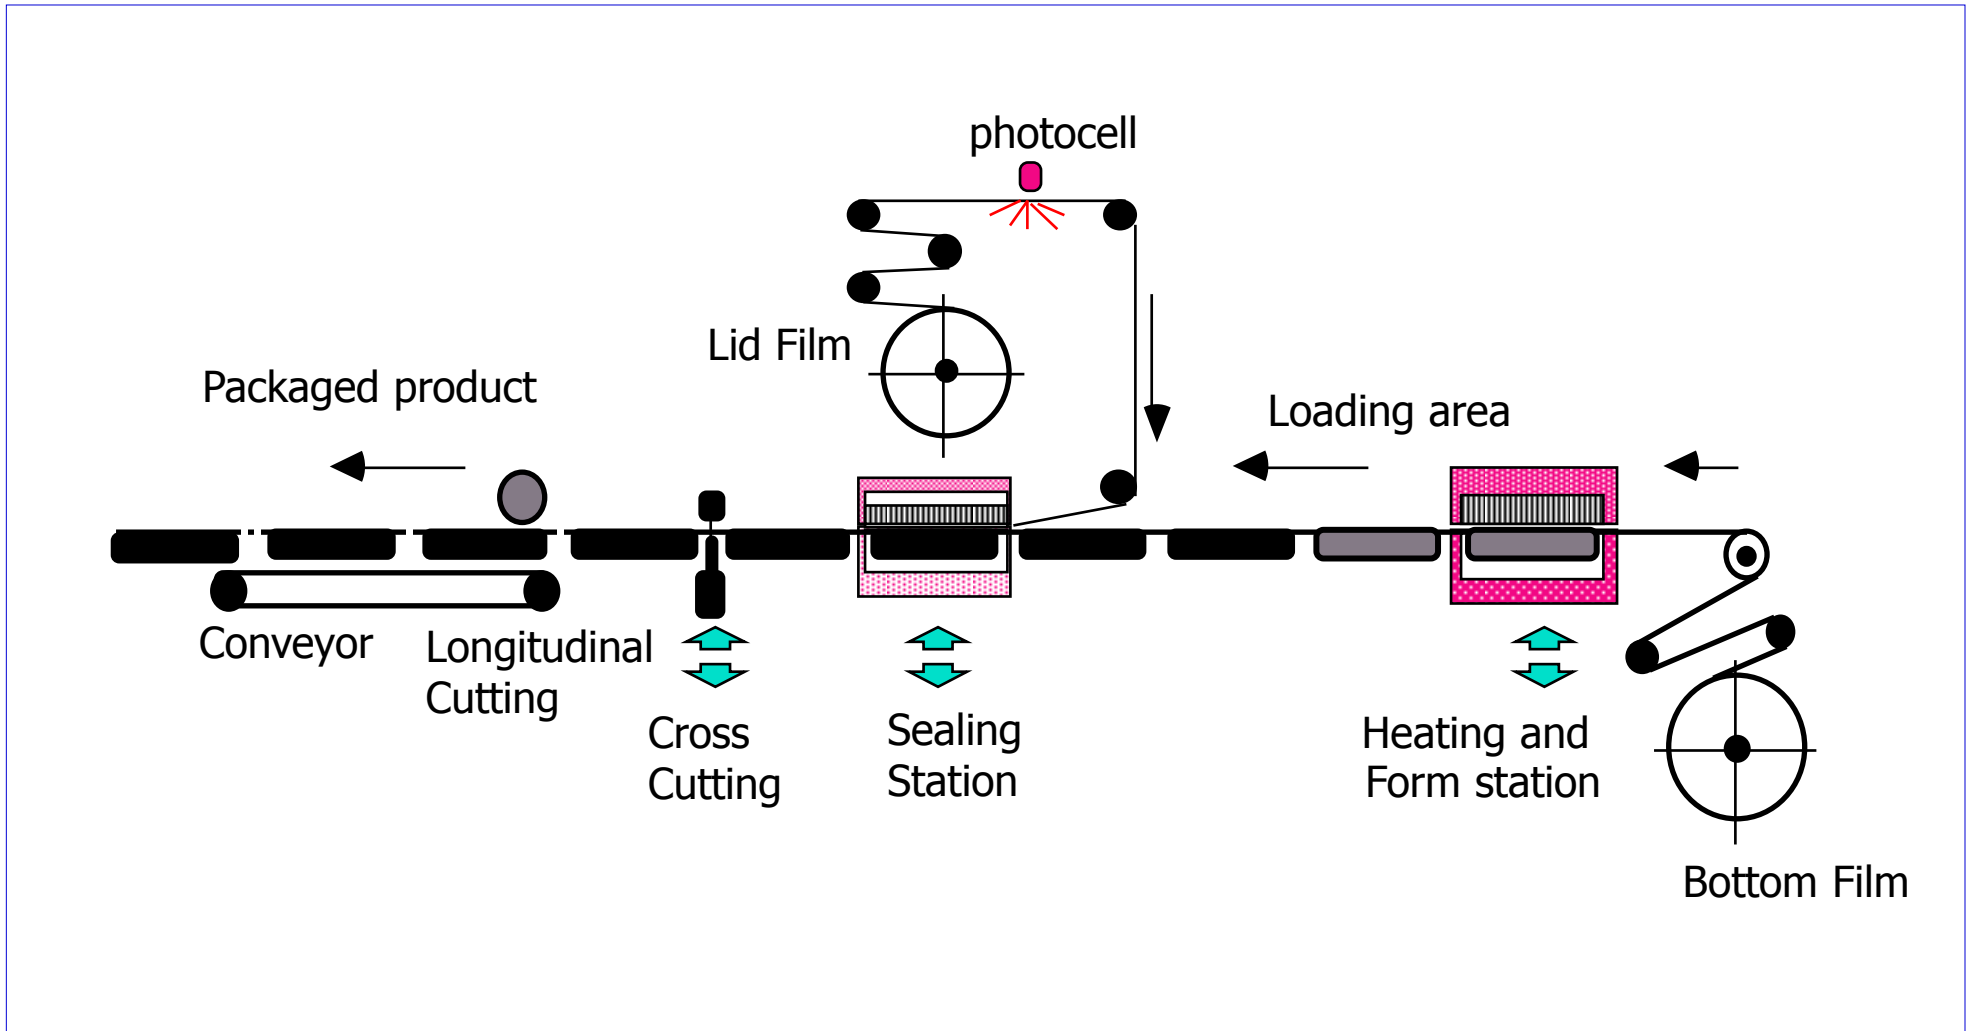 photocell
Lid Film
Packaged product
Loading area
Conveyor
Longitudinal
Cutting
Cross
Cutting
Sealing
Station
Heating and
Form station
Bottom Film